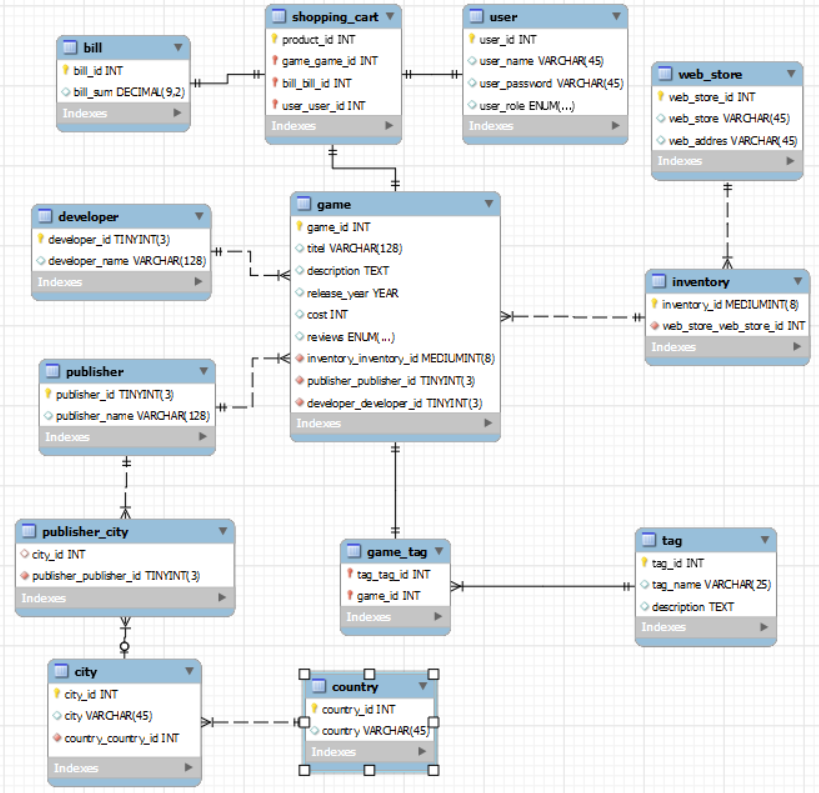 bill
bill_id INT
bill_sum DECIMAL(9,2)
Indexes
shopping_cart
product_id INT
game_game_id INT
bill_bill_id INT
user_user_id INT
Indexes
user
user_id INT
user_name VARCHAR(45)
user_password VARCHAR(45)
user_role ENUM(...)
Indexes
web_store
web_store_id INT
web_store VARCHAR(45)
web_addres VARCHAR(45)
Indexes
developer
developer_id TINYINT(3)
developer_name VARCHAR(128)
Indexes
game
game_id INT
titel VARCHAR(128)
description TEXT
release_year YEAR
cost INT
reviews ENUM(...)
inventory_inventory_id MEDIUMINT(8)
publisher_publisher_id TINYINT(3)
developer_developer_id TINYINT(3)
Indexes
inventory
inventory_id MEDIUMINT(8)
web_store_web_store_id INT
Indexes
publisher
publisher_id TINYINT(3)
publisher_name VARCHAR(128)
Indexes
publisher_city
city_id INT
publisher_publisher_id TINYINT(3)
Indexes
game_tag
tag_tag_id INT
game_id INT
Indexes
tag
tag_id INT
tag_name VARCHAR(25)
description TEXT
Indexes
city
city_id INT
city VARCHAR(45)
country_country_id INT
Indexes
country
country_id INT
country VARCHAR(45)
Indexes